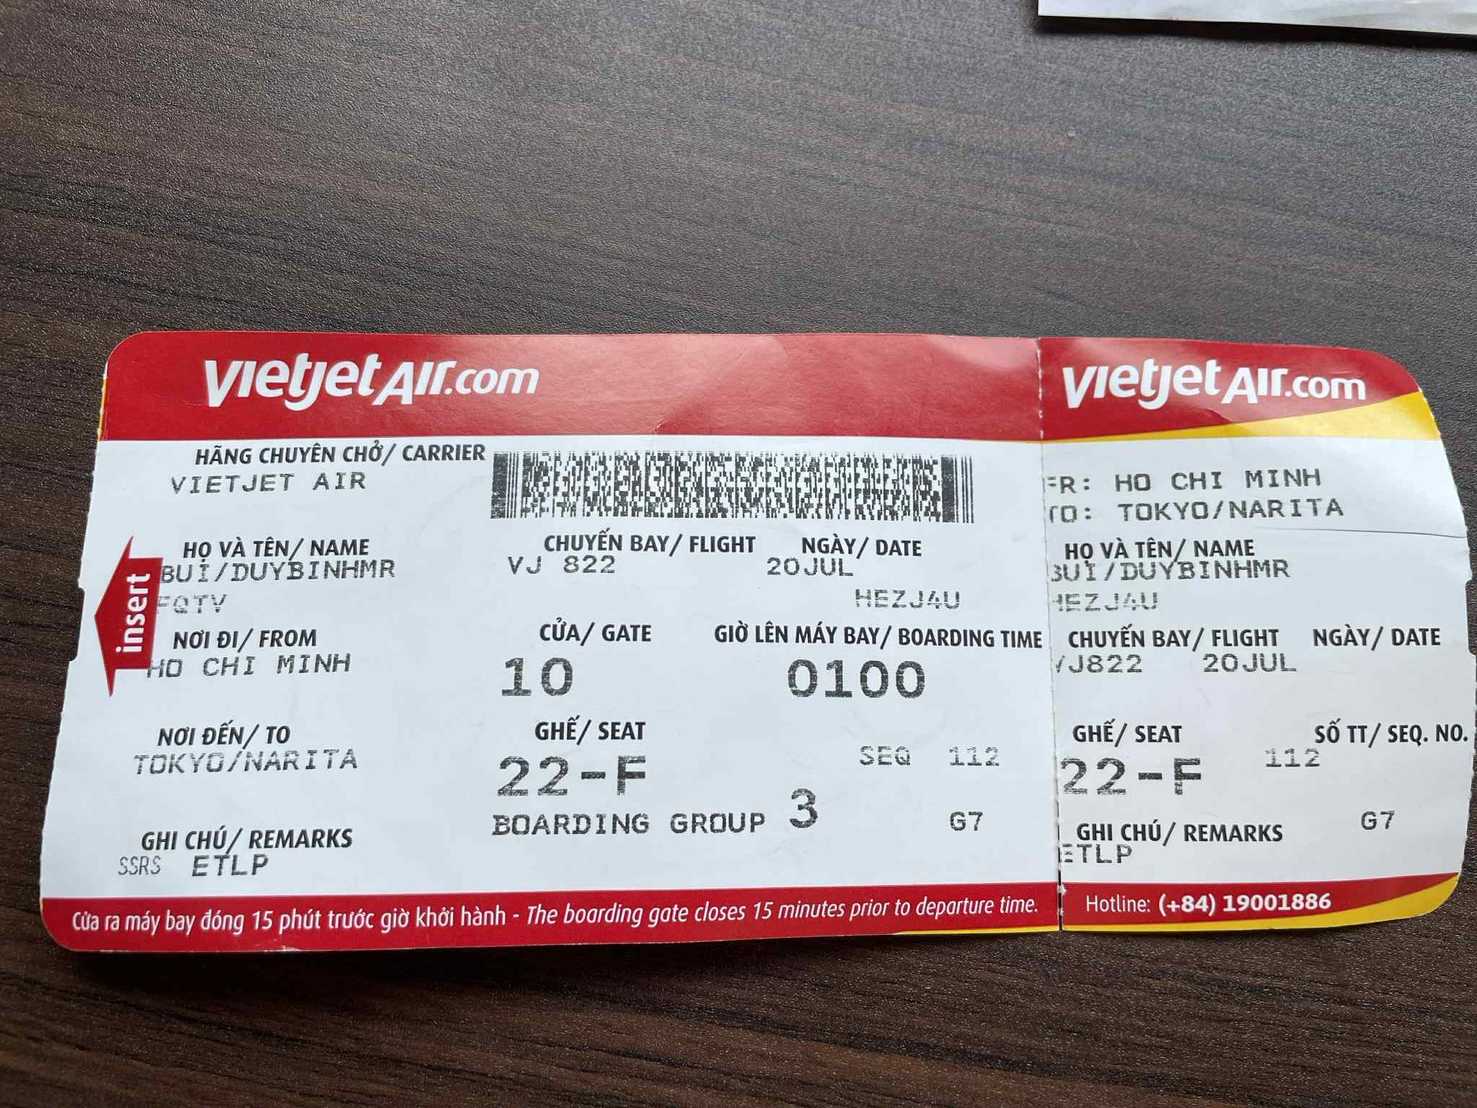 vietjet Air.com
HÃNG CHUYÊN CHỞ/ CARRIER
VIETJET AIR
HỌ VÀ TÊN/ NAME
BUI/DUYBINHMR
FQTV
CHUYẾN BAY/ FLIGHT
VJ 822
NGÀY/ DATE
20JUL
HEZJ4U
insert
NƠI ĐI/ FROM
HO CHI MINH
CỬA/ GATE
10
GIỜ LÊN MÁY BAY/ BOARDING TIME
0100
NƠI ĐẾN/ TO
TOKYO/NARITA
GHẾ/ SEAT
22-F
SEQ 112
BOARDING GROUP 3
G7
GHI CHÚ/ REMARKS
SSRS ETLP
Cửa ra máy bay đóng 15 phút trước giờ khởi hành - The boarding gate closes 15 minutes prior to departure time.
vietjet Air.com
FR: HO CHI MINH
TO: TOKYO/NARITA
HỌ VÀ TÊN/ NAME
BUI/DUYBINHMR
HEZJ4U
CHUYẾN BAY/ FLIGHT NGÀY/ DATE
VJ822 20JUL
GHẾ/ SEAT SỐ TT/ SEQ. NO.
22-F 112
G7
GHI CHÚ/ REMARKS
ETLP
Hotline: (+84) 19001886